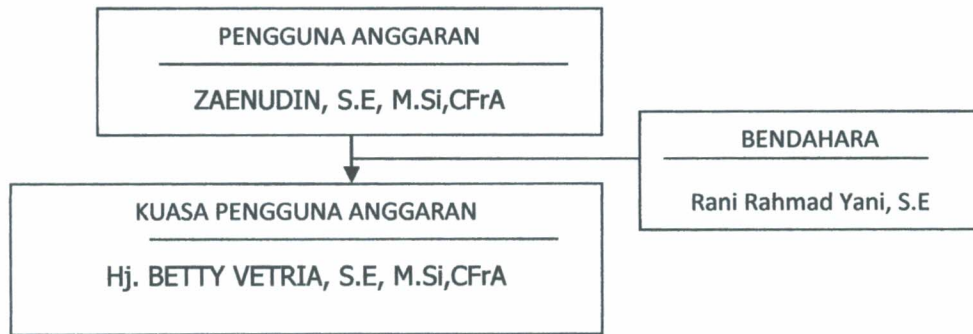 PENGGUNA ANGGARAN
ZAENUDIN, S.E, M.Si,CFrA
BENDAHARA
Rani Rahmad Yani, S.E
KUASA PENGGUNA ANGGARAN
Hj. BETTY VETRIA, S.E, M.Si,CFrA